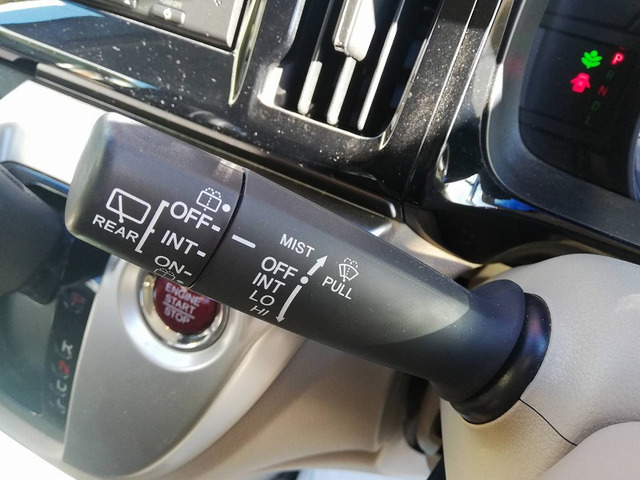 P
R
N
D
OFF
REAR
INT
ON
MIST
OFF
INT
PULL
LO
HI
ENGINE
START
STOP
N